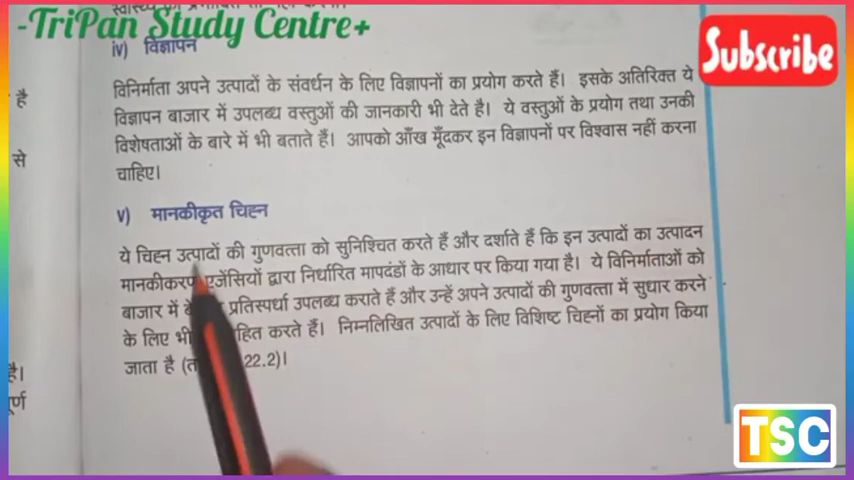 -TriPan Study Centre+
Subscribe
iv) विज्ञापन
विनिर्माता अपने उत्पादों के संवर्धन के लिए विज्ञापनों का प्रयोग करते हैं। इसके अतिरिक्त ये
विज्ञापन बाजार में उपलब्ध वस्तुओं की जानकारी भी देते है। ये वस्तुओं के प्रयोग तथा उनकी
विशेषताओं के बारे में भी बताते हैं। आपको आँख मूँदकर इन विज्ञापनों पर विश्वास नहीं करना
चाहिए।
v) मानकीकृत चिह्न
ये चिह्न उत्पादों की गुणवत्ता को सुनिश्चित करते हैं और दर्शाते हैं कि इन उत्पादों का उत्पादन
मानकीकरण एजेंसियों द्वारा निर्धारित मापदंडों के आधार पर किया गया है। ये विनिर्माताओं को
बाजार में प्रतिस्पर्धा उपलब्ध कराते हैं और उन्हें अपने उत्पादों की गुणवत्ता में सुधार करने
के लिए भी हित करते हैं। निम्नलिखित उत्पादों के लिए विशिष्ट चिह्नों का प्रयोग किया
जाता है 22.2)।
है
से
है।
TSC